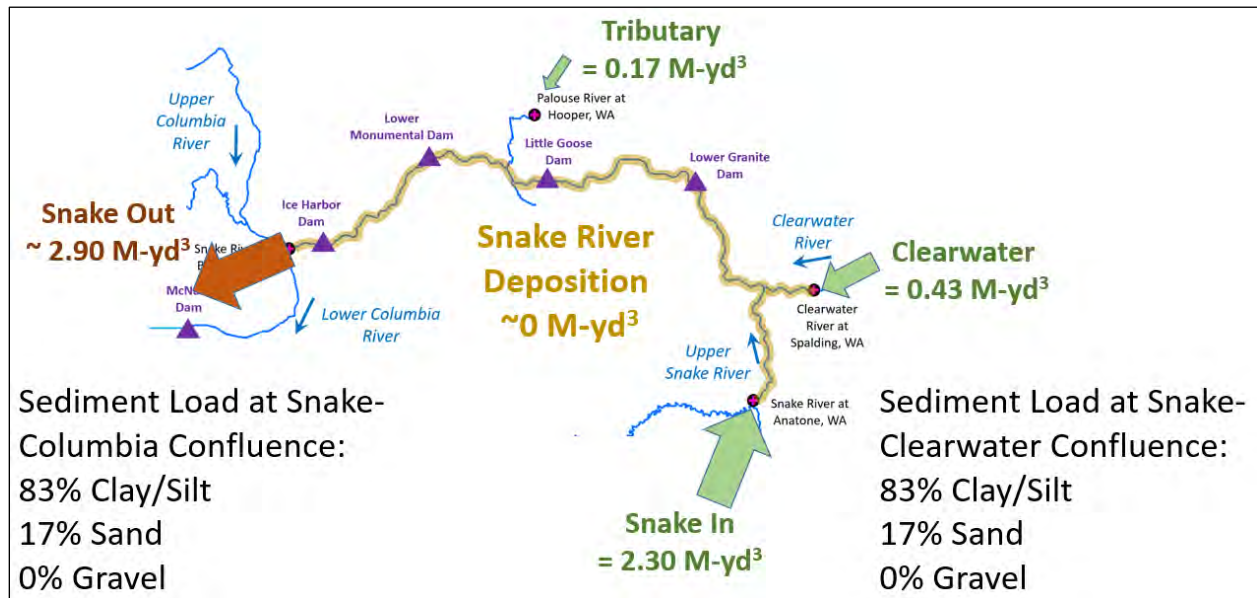 Tributary
= 0.17 M-yd³
Palouse River at
Hooper, WA
Upper
Columbia
River
Lower
Monumental Dam
Little Goose
Dam
Lower Granite
Dam
Snake Out
~ 2.90 M-yd³
Ice Harbor
Dam
Snake River
Snake River
Deposition
~0 M-yd³
Clearwater
River
Clearwater
= 0.43 M-yd³
Dam
Lower Columbia
River
Clearwater
River at
Spalding, WA
Upper
Snake River
Snake River at
Anatone, WA
Snake In
= 2.30 M-yd³
Sediment Load at Snake-
Columbia Confluence:
83% Clay/Silt
17% Sand
0% Gravel
Sediment Load at Snake-
Clearwater Confluence:
83% Clay/Silt
17% Sand
0% Gravel